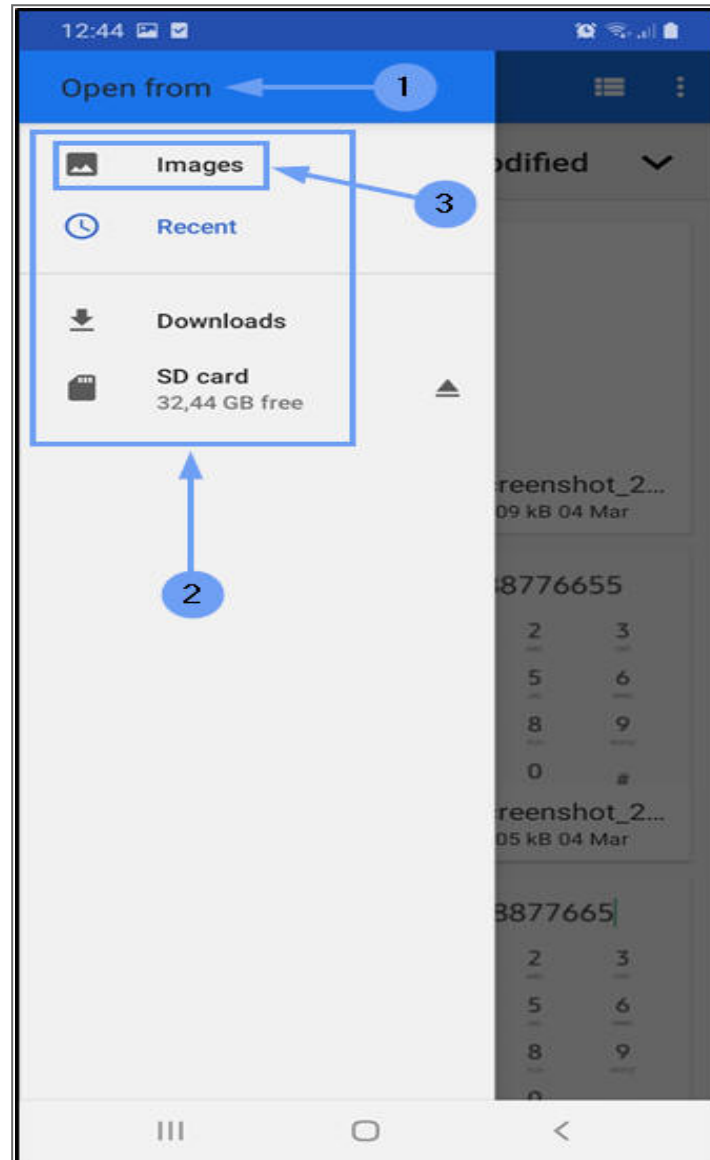 12:44
Open from
1
Images
3
Recent
Downloads
SD card
32,44 GB free
2
odified
reenshot_2...
09 kB 04 Mar
8776655
2 3
5 6
8 9
0 #
reenshot_2...
05 kB 04 Mar
8877665
2 3
5 6
8 9
0